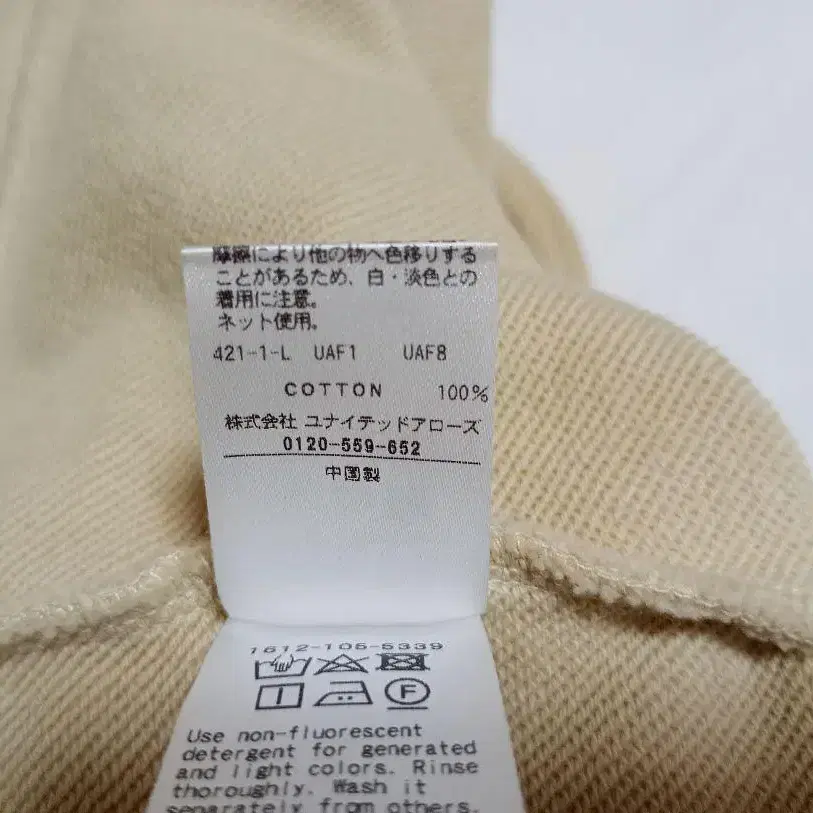 摩擦により他の物へ色移りする
ことがあるため、白・淡色との
着用に注意。
ネット使用。
421-1-L UAF1 UAF8
COTTON 100%
株式会社 ユナイテッドアローズ
0120-559-652
中国製
1612-105-5339
F
Use non-fluorescent
detergent for generated
and light colors. Rinse
thoroughly. Wash it
separately from others.